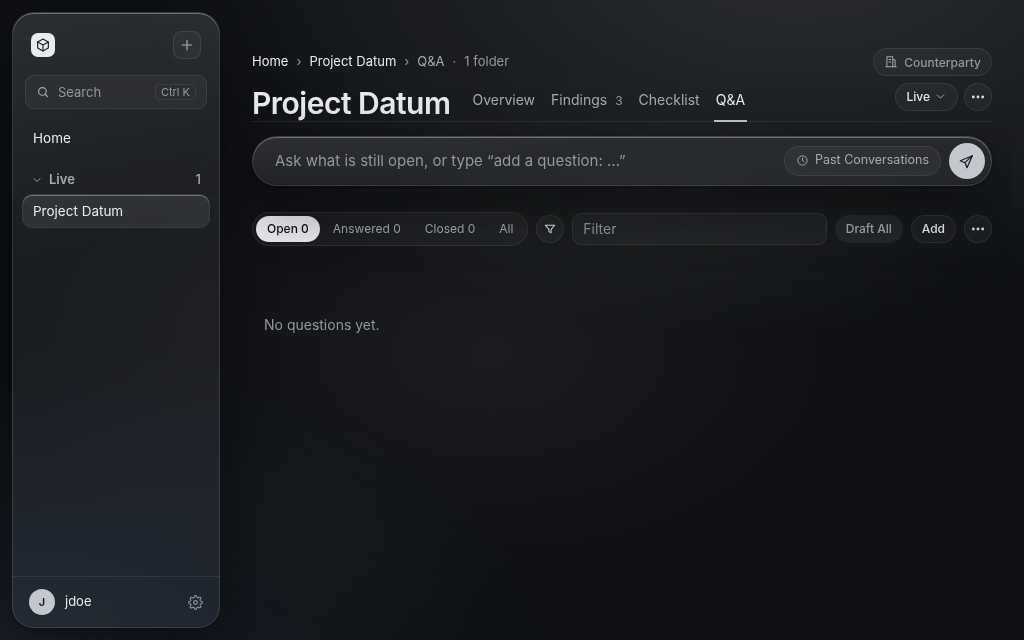 Search Ctrl K
Home
Live 1
Project Datum
J jdoe
Home › Project Datum › Q&A · 1 folder
Counterparty
Project Datum Overview Findings 3 Checklist Q&A
Live
Ask what is still open, or type “add a question: ...”
Past Conversations
Open 0 Answered 0 Closed 0 All
Filter
Draft All Add
No questions yet.